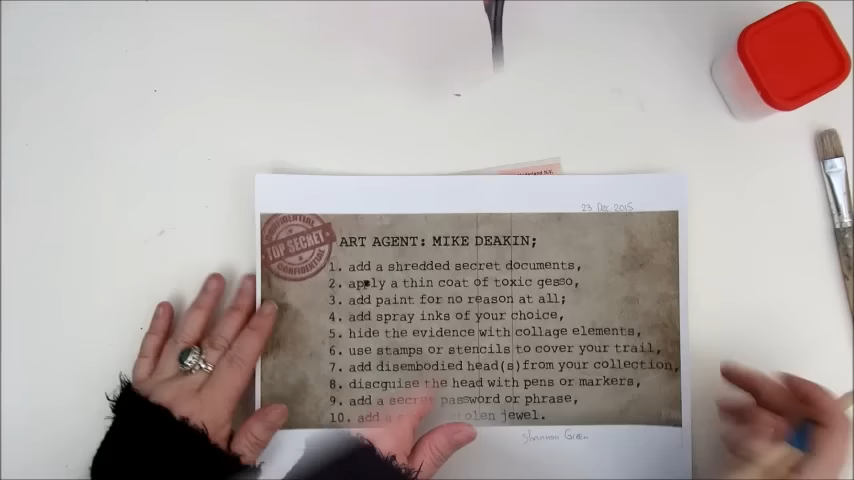 23 Dec 2015
CONFIDENTIAL
TOP SECRET
CONFIDENTIAL
ART AGENT: MIKE DEAKIN;
1. add a shredded secret documents,
2. apply a thin coat of toxic gesso,
3. add paint for no reason at all;
4. add spray inks of your choice,
5. hide the evidence with collage elements,
6. use stamps or stencils to cover your trail,
7. add disembodied head(s)from your collection,
8. discguise the head with pens or markers,
9. add a secret password or phrase,
10. add a stolen jewel.
Shannon Green